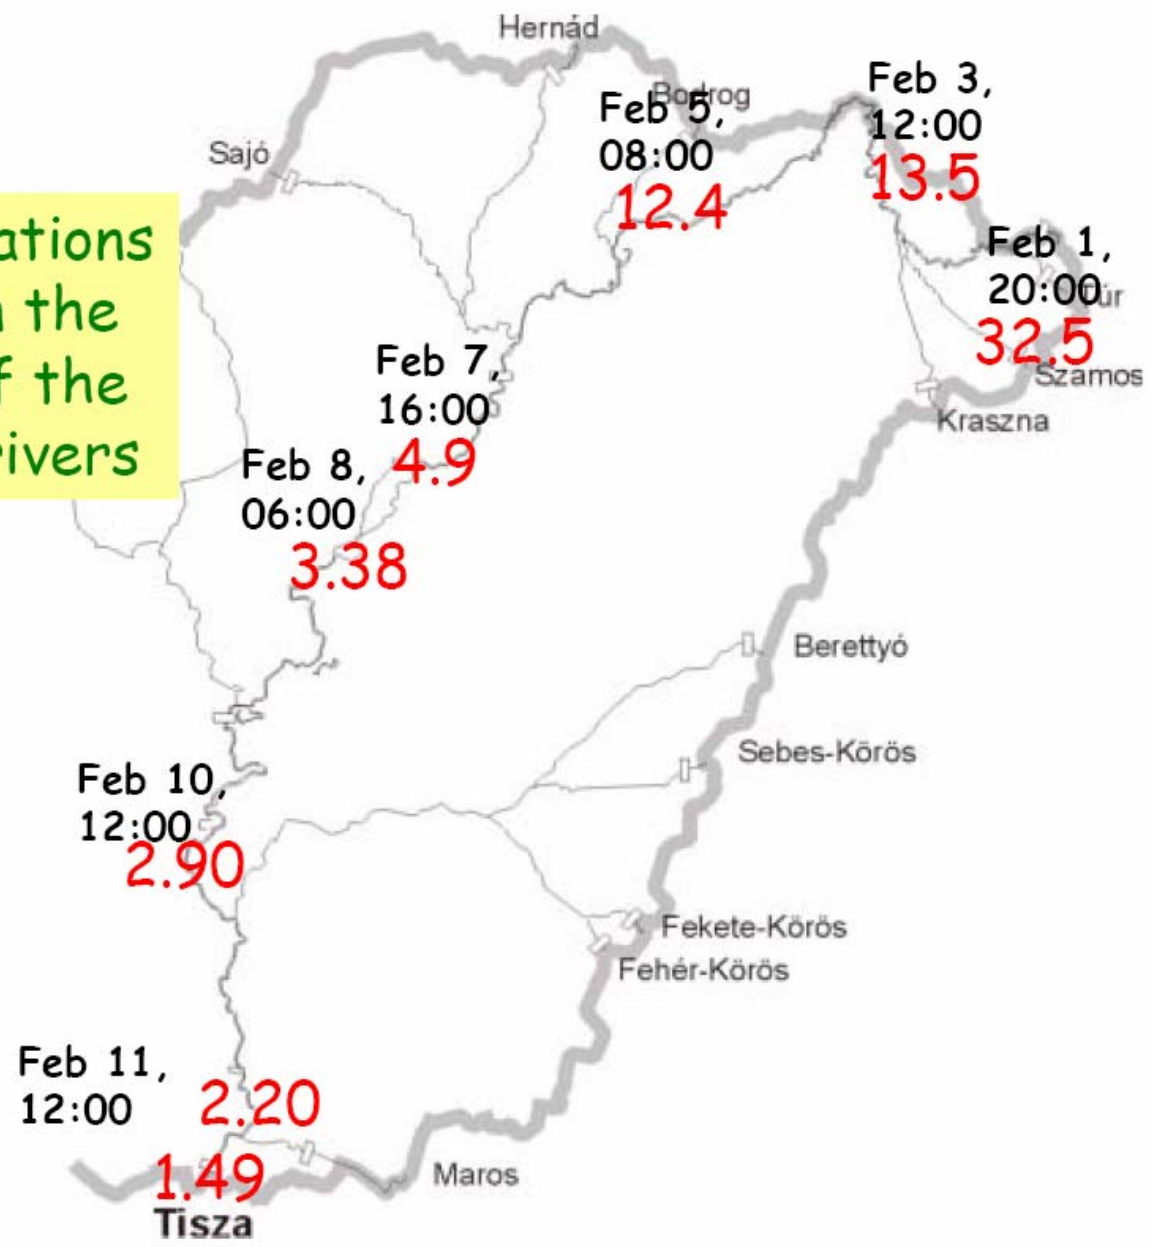 Hernád
Bodrog
Feb 3,
12:00
13.5
Feb 5,
08:00
12.4
Sajó
ations
the
f the
rivers
Feb 1,
20:00
Túr
32.5
Szamos
Kraszna
Feb 7,
16:00
4.9
Feb 8,
06:00
3.38
Berettyó
Sebes-Körös
Feb 10,
12:00
2.90
Fekete-Körös
Fehér-Körös
Feb 11,
12:00
2.20
1.49
Maros
Tisza